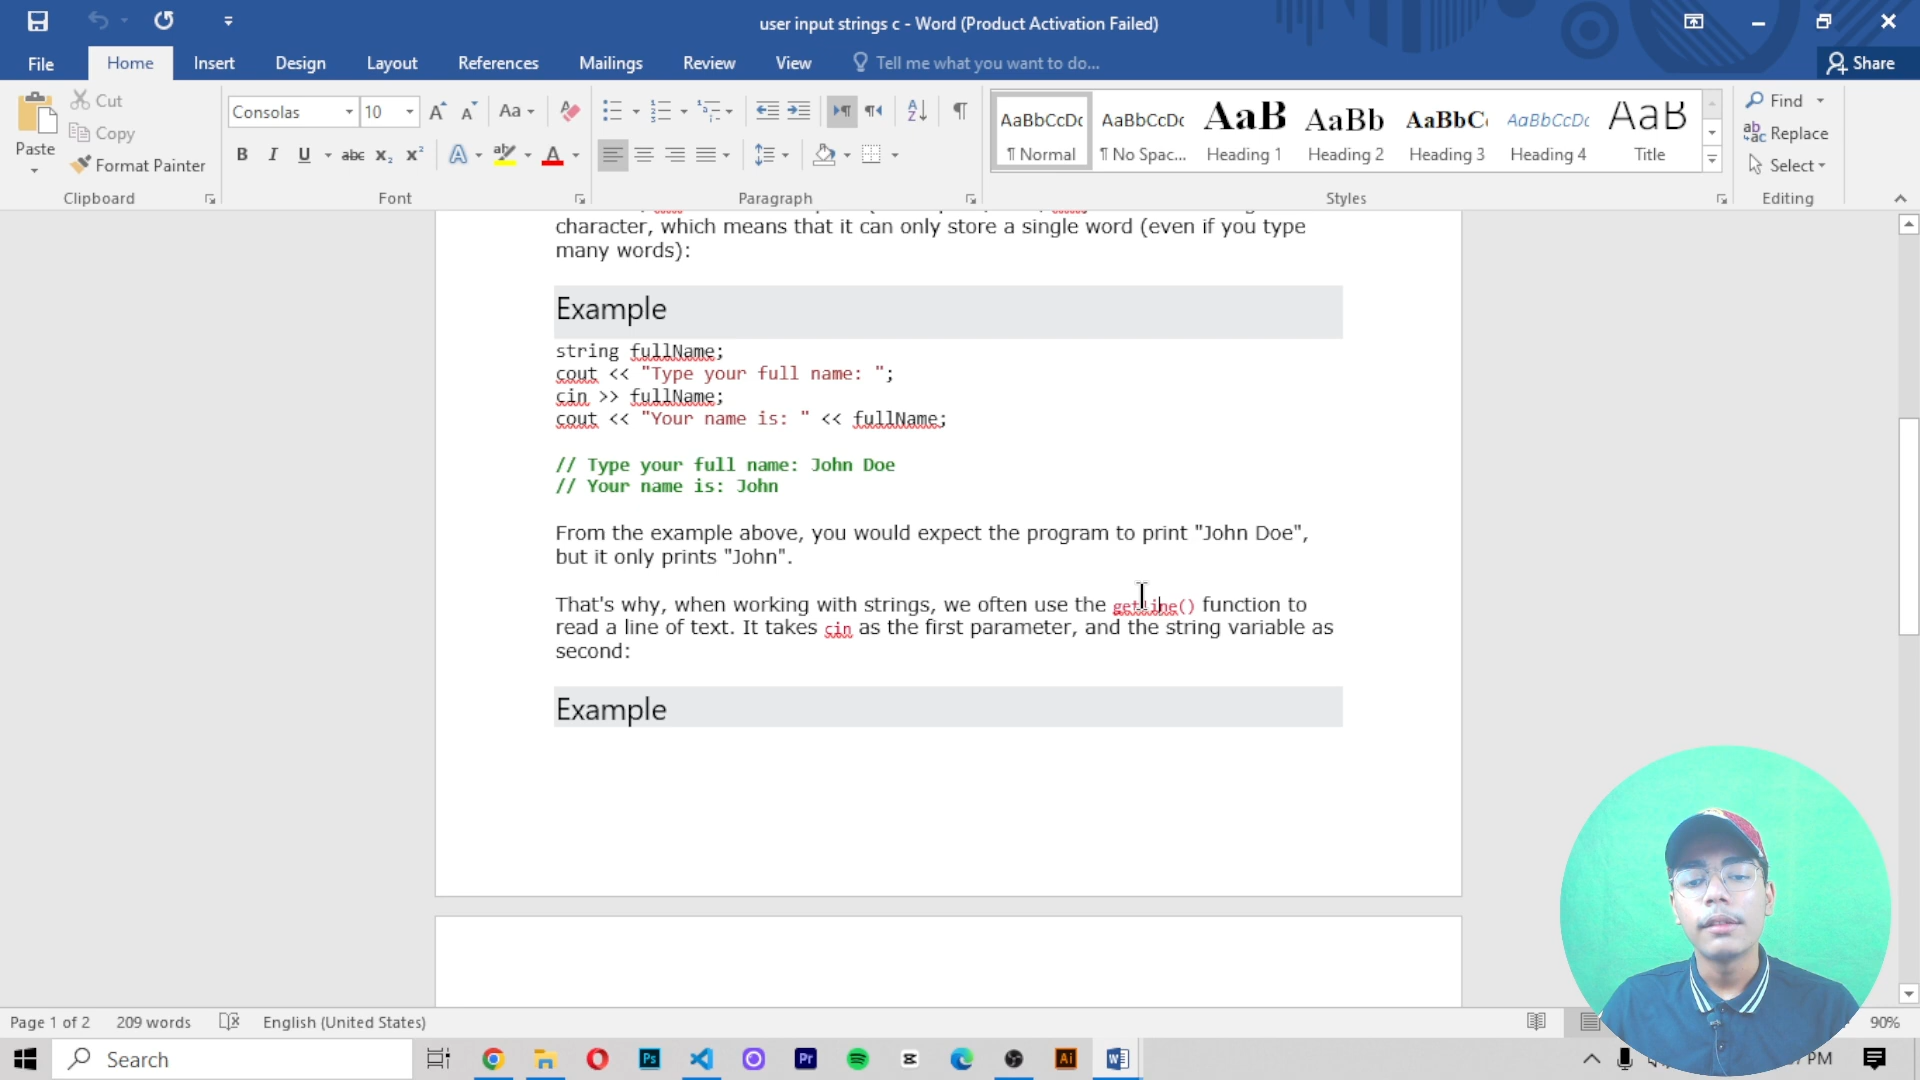 user input strings c - Word (Product Activation Failed)
File
Home
Insert
Design
Layout
References
Mailings
Review
View
Tell me what you want to do...
Share
Paste
Cut
Copy
Format Painter
Clipboard
Consolas
10
Aa
B I U abc x₂ x²
A
A
Font
Paragraph
AaBbCcDc
¶ Normal
AaBbCcDc
¶ No Spac...
AaB
Heading 1
AaBb
Heading 2
AaBbC
Heading 3
AaBbCcDc
Heading 4
AaB
Title
Styles
Find
Replace
Select
Editing
character, which means that it can only store a single word (even if you type
many words):
Example
string fullName;
cout << "Type your full name: ";
cin >> fullName;
cout << "Your name is: " << fullName;
// Type your full name: John Doe
// Your name is: John
From the example above, you would expect the program to print "John Doe",
but it only prints "John".
That's why, when working with strings, we often use the getline() function to
read a line of text. It takes cin as the first parameter, and the string variable as
second:
Example
Page 1 of 2
209 words
English (United States)
90%
Search
Ps
Pr
Ai
PM